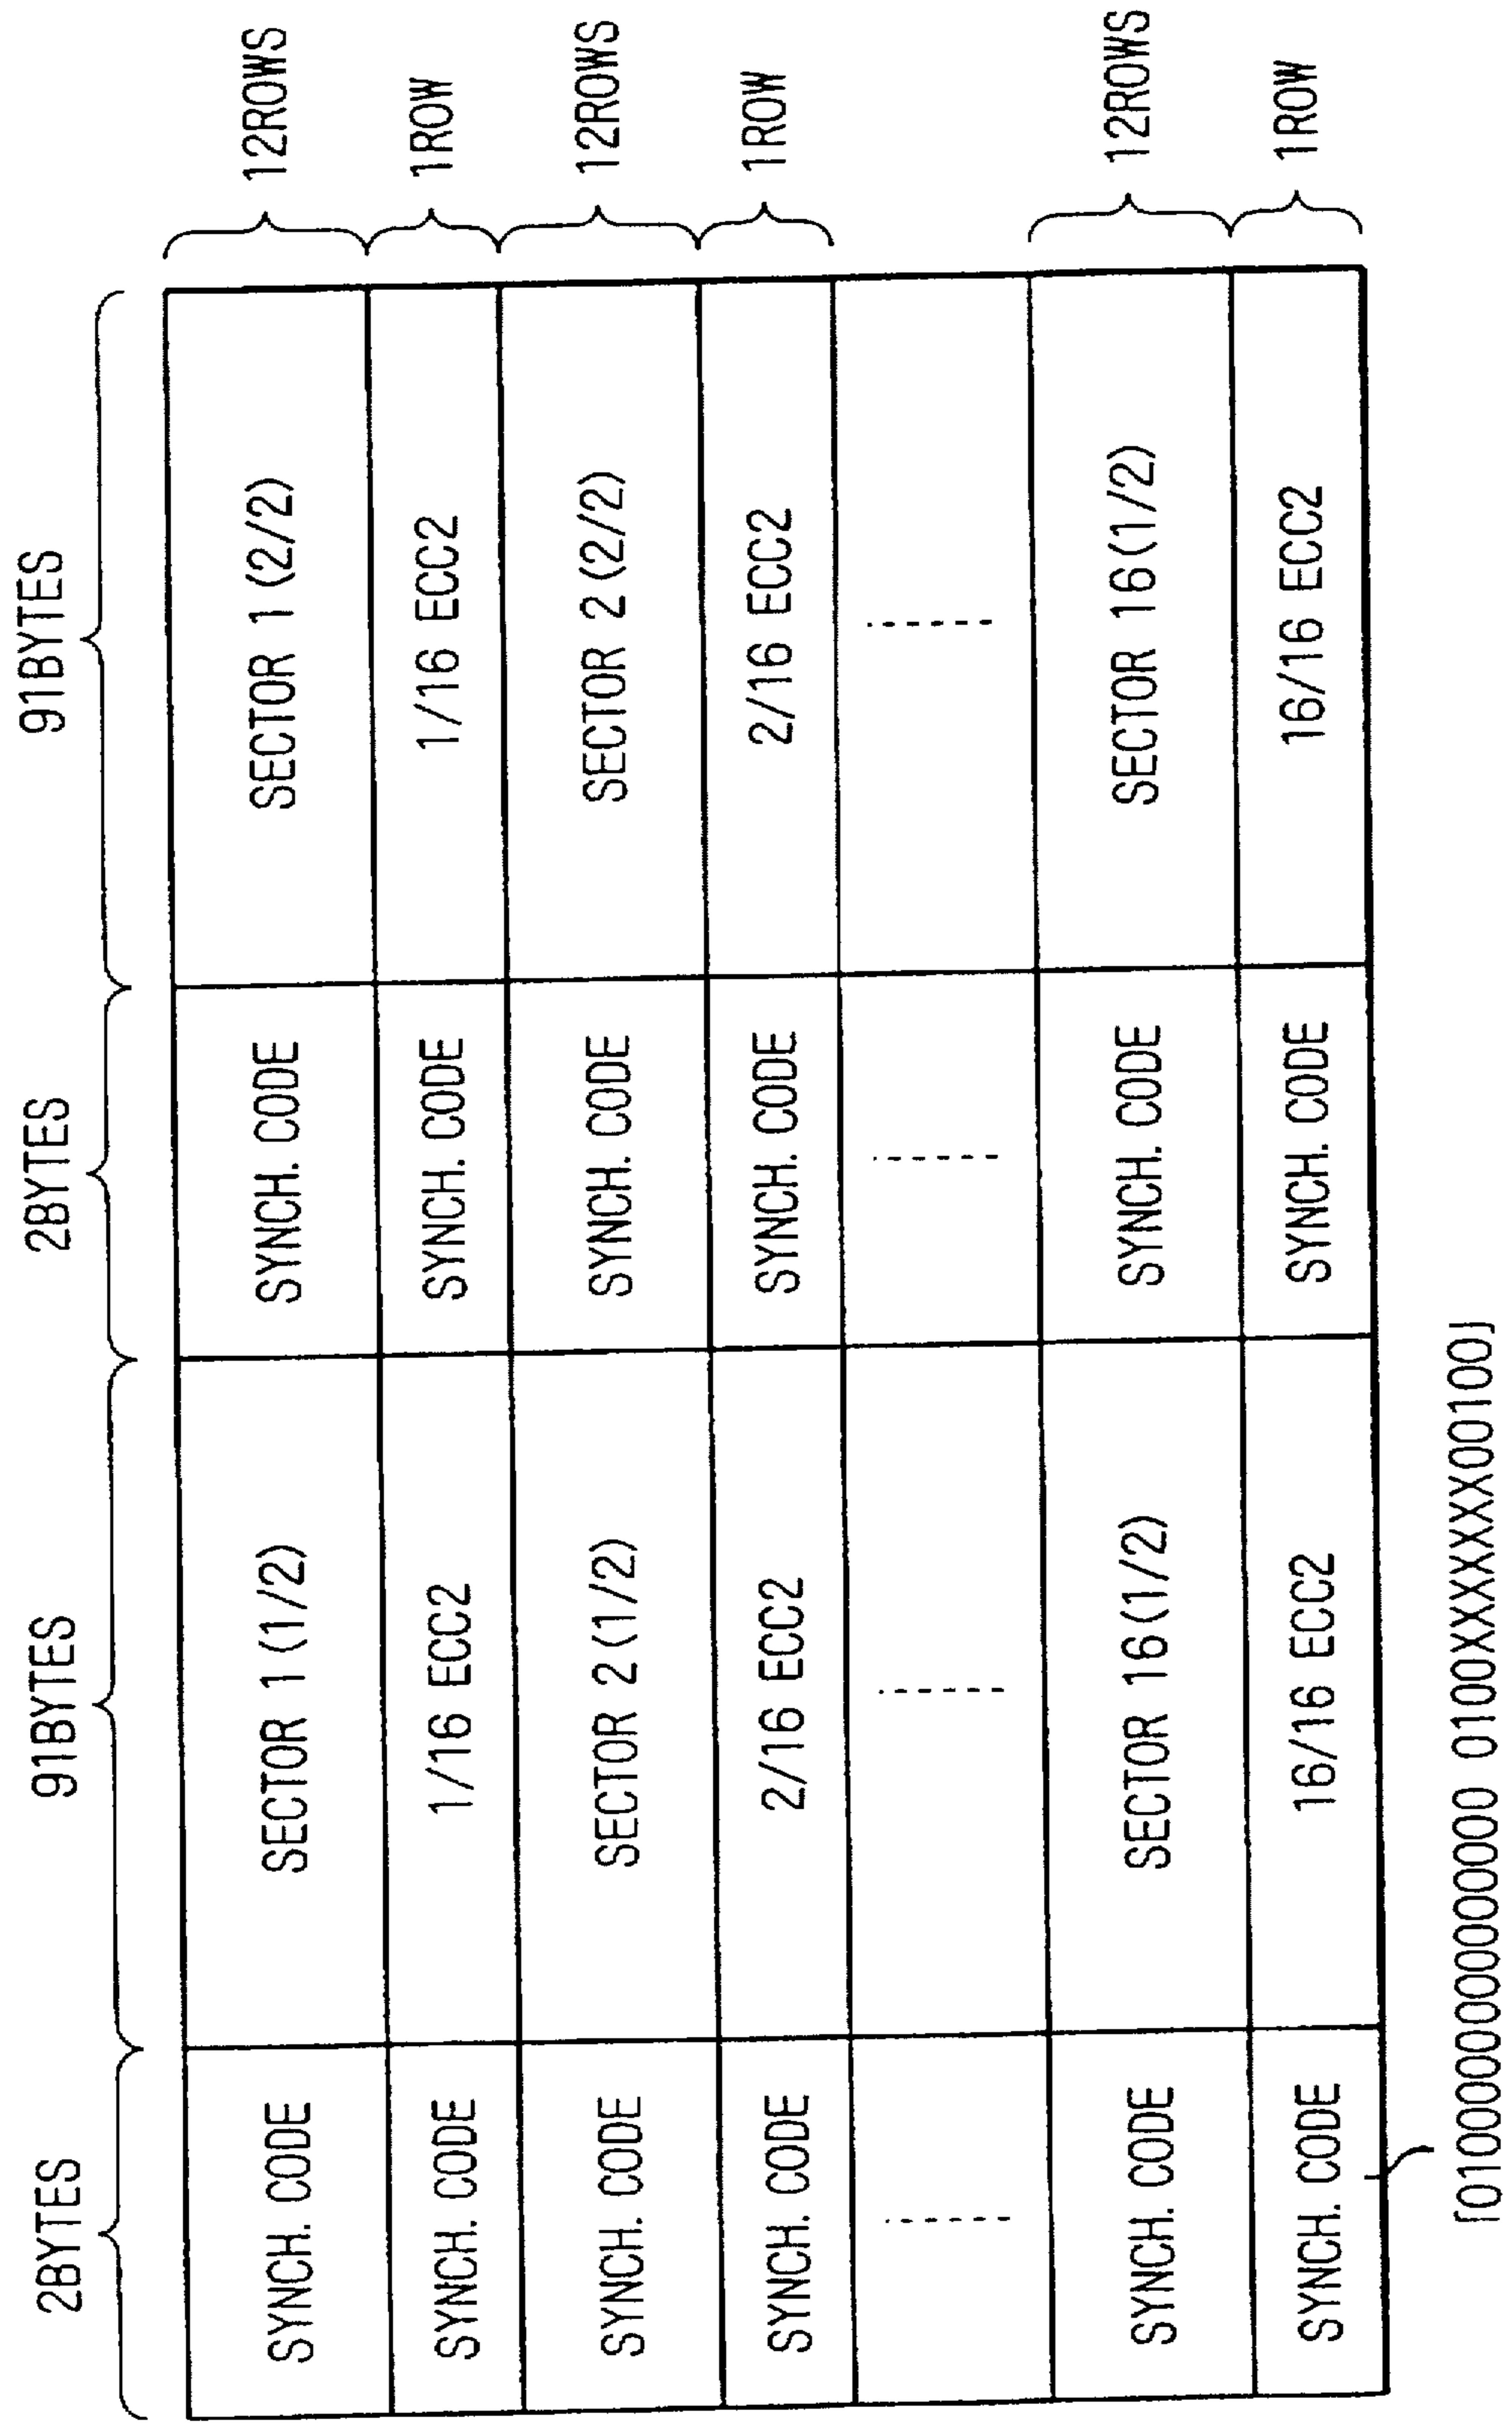 2BYTES 91BYTES 2BYTES 91BYTES
SYNCH. CODE SECTOR 1 (1/2) SYNCH. CODE SECTOR 1 (2/2) 12ROWS
SYNCH. CODE 1/16 ECC2 SYNCH. CODE 1/16 ECC2 1ROW
SYNCH. CODE SECTOR 2 (1/2) SYNCH. CODE SECTOR 2 (2/2) 12ROWS
SYNCH. CODE 2/16 ECC2 SYNCH. CODE 2/16 ECC2 1ROW
SYNCH. CODE SECTOR 16(1/2) SYNCH. CODE SECTOR 16(1/2) 12ROWS
SYNCH. CODE 16/16 ECC2 SYNCH. CODE 16/16 ECC2 1ROW
⌈0100000000000000 0100XXXXXXX00100⌋